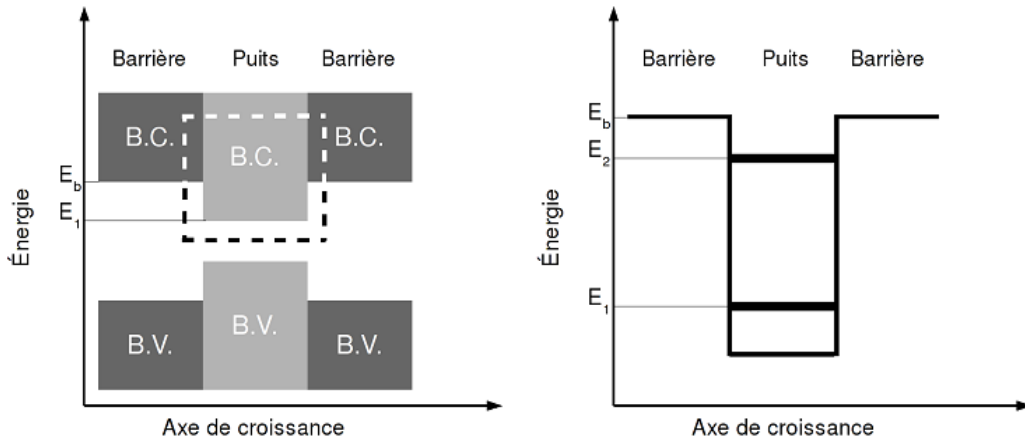 Barrière Puits Barrière
B.C. B.C. B.C.
E_b
E_1
Énergie
B.V. B.V. B.V.
Axe de croissance
Barrière Puits Barrière
E_b
E_2
Énergie
E_1
Axe de croissance